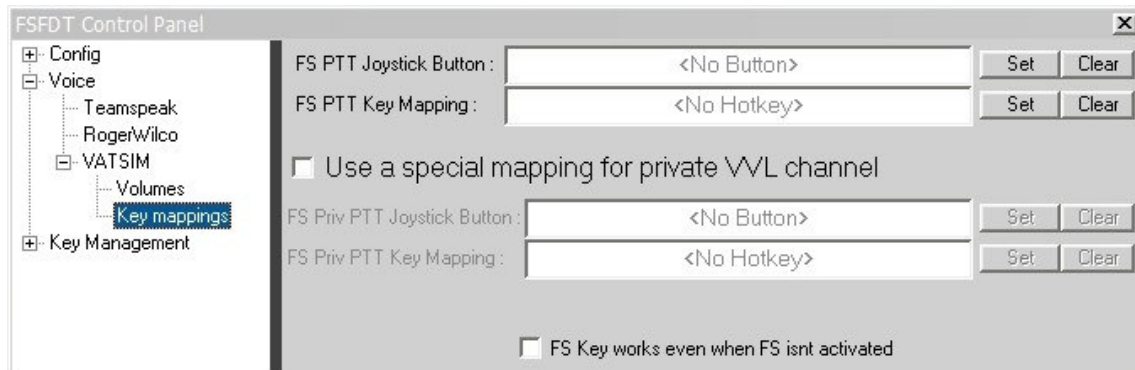 FSFDT Control Panel
Config
Voice
Teamspeak
RogerWilco
VATSIM
Volumes
Key mappings
Key Management
FS PTT Joystick Button : <No Button> Set Clear
FS PTT Key Mapping : <No Hotkey> Set Clear
Use a special mapping for private VVL channel
FS Priv PTT Joystick Button : <No Button> Set Clear
FS Priv PTT Key Mapping : <No Hotkey> Set Clear
FS Key works even when FS isnt activated